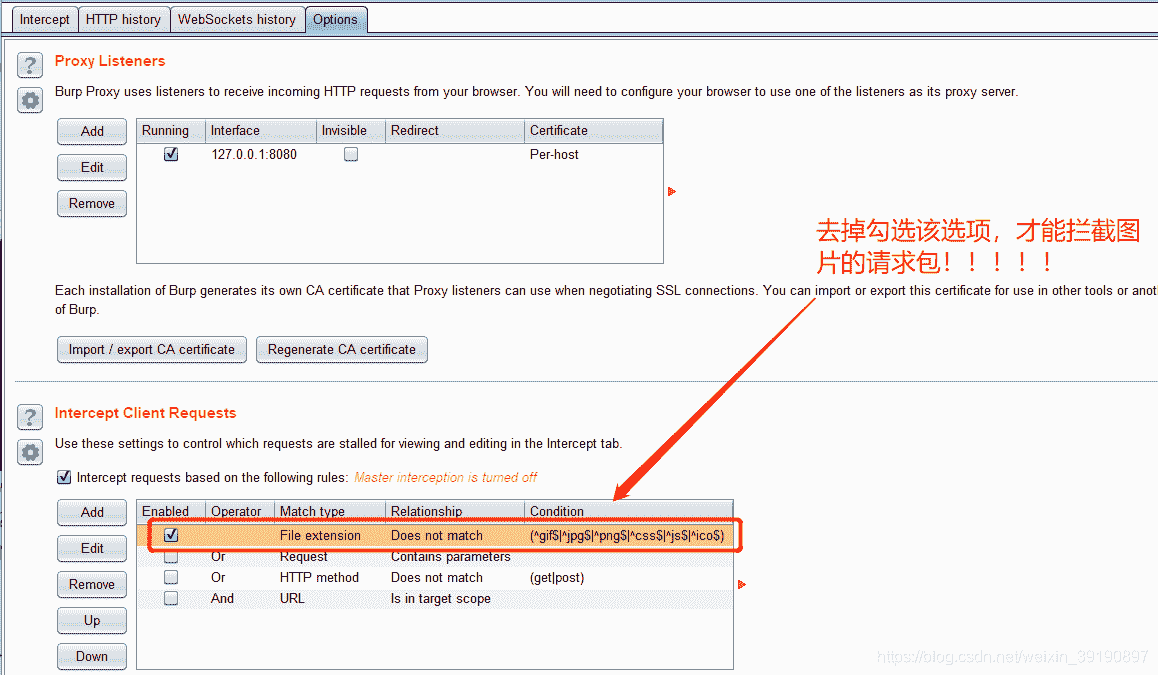 Intercept HTTP history WebSockets history Options
Proxy Listeners
Burp Proxy uses listeners to receive incoming HTTP requests from your browser. You will need to configure your browser to use one of the listeners as its proxy server.
Add
Edit
Remove
Running Interface Invisible Redirect Certificate
127.0.0.1:8080 Per-host
去掉勾选该选项，才能拦截图
片的请求包！！！！！
Each installation of Burp generates its own CA certificate that Proxy listeners can use when negotiating SSL connections. You can import or export this certificate for use in other tools or anot
of Burp.
Import / export CA certificate Regenerate CA certificate
Intercept Client Requests
Use these settings to control which requests are stalled for viewing and editing in the Intercept tab.
Intercept requests based on the following rules: Master interception is turned off
Add
Edit
Remove
Up
Down
Enabled Operator Match type Relationship Condition
File extension Does not match (^gif$|^jpg$|^png$|^css$|^js$|^ico$)
Or Request Contains parameters
Or HTTP method Does not match (get|post)
And URL Is in target scope
https://blog.csdn.net/weixin_39190897